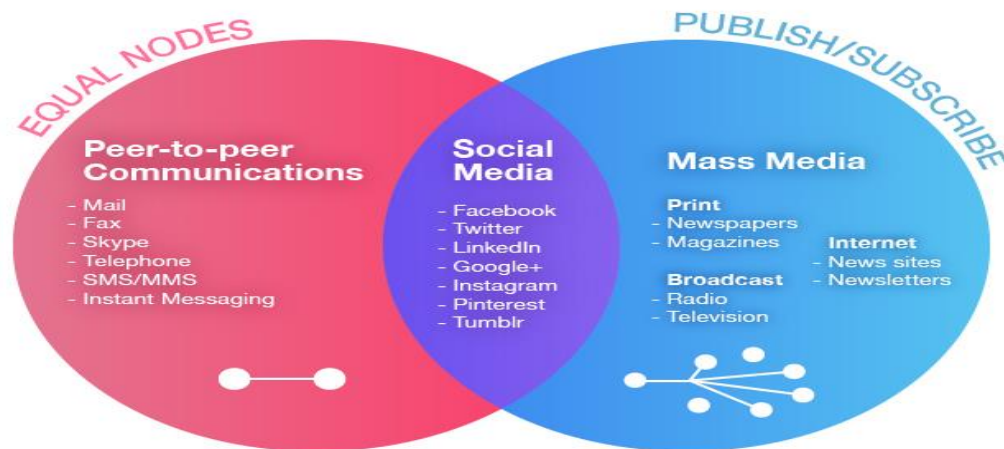 EQUAL NODES
PUBLISH/SUBSCRIBE
Peer-to-peer
Communications
- Mail
- Fax
- Skype
- Telephone
- SMS/MMS
- Instant Messaging
Social
Media
- Facebook
- Twitter
- LinkedIn
- Google+
- Instagram
- Pinterest
- Tumblr
Mass Media
Print
- Newspapers
- Magazines
Broadcast
- Radio
- Television
Internet
- News sites
- Newsletters